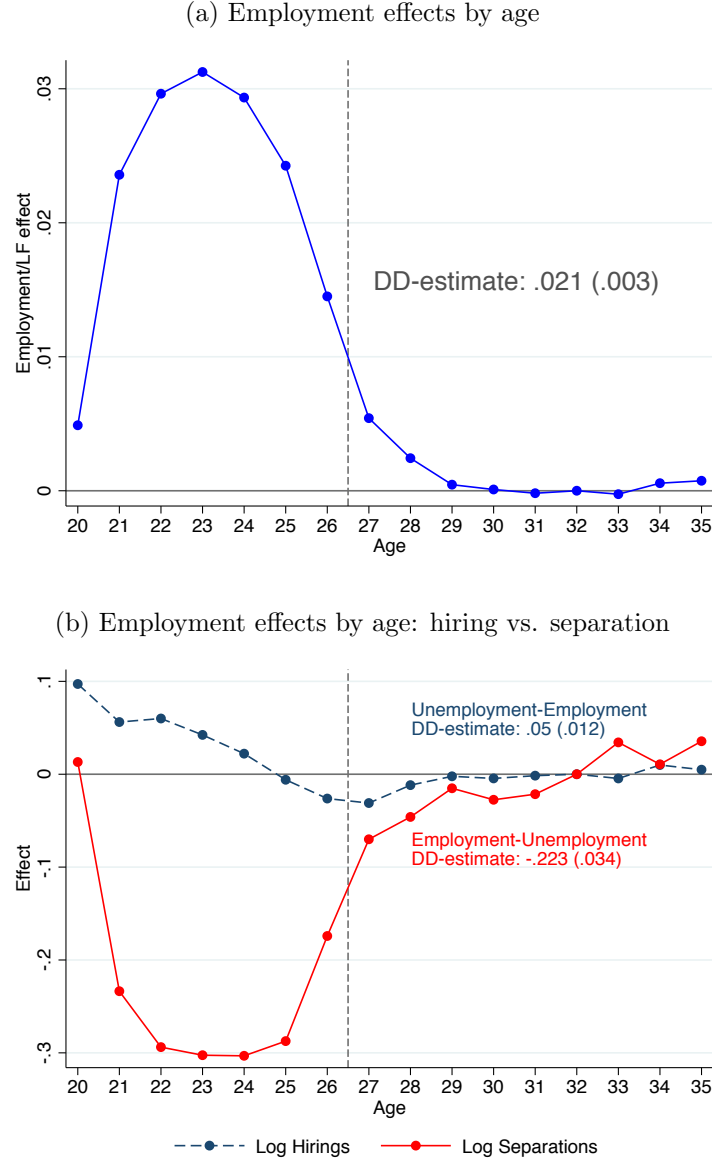 (a) Employment effects by age
Employment/LF effect
.03
.02
.01
0
DD-estimate: .021 (.003)
20 21 22 23 24 25 26 27 28 29 30 31 32 33 34 35
Age
(b) Employment effects by age: hiring vs. separation
Effect
.1
0
-.1
-.2
-.3
Unemployment-Employment
DD-estimate: .05 (.012)
Employment-Unemployment
DD-estimate: -.223 (.034)
20 21 22 23 24 25 26 27 28 29 30 31 32 33 34 35
Age
Log Hirings Log Separations